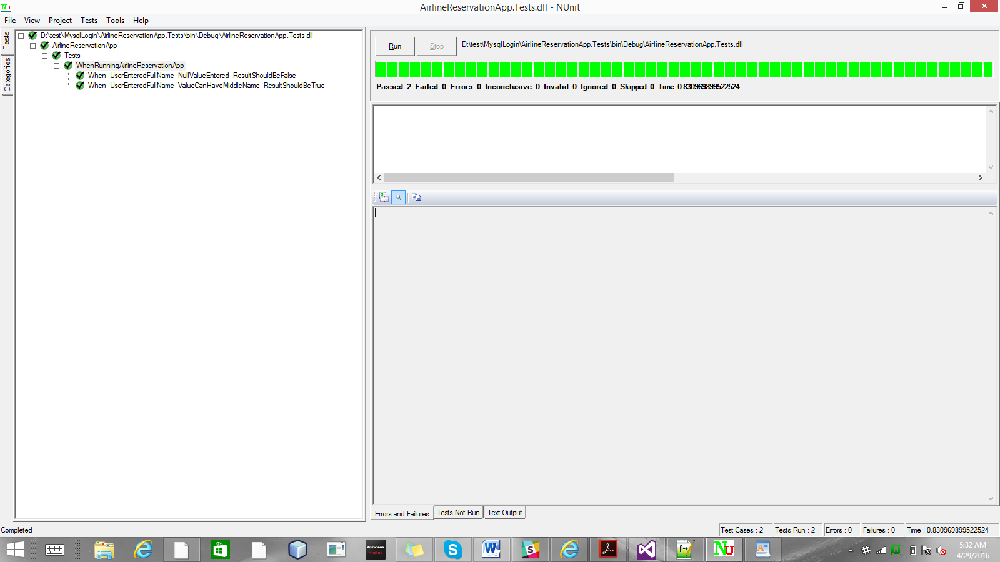 Nu
AirlineReservationApp.Tests.dll - NUnit
File View Project Tests Tools Help
Tests
Categories
D:\test\MysqlLogin\AirlineReservationApp.Tests\bin\Debug\AirlineReservationApp.Tests.dll
AirlineReservationApp
Tests
WhenRunningAirlineReservationApp
When_UserEnteredFullName_NullValueEntered_ResultShouldBeFalse
When_UserEnteredFullName_ValueCanHaveMiddleName_ResultShouldBeTrue
Run Stop D:\test\MysqlLogin\AirlineReservationApp.Tests\bin\Debug\AirlineReservationApp.Tests.dll
Passed: 2 Failed: 0 Errors: 0 Inconclusive: 0 Invalid: 0 Ignored: 0 Skipped: 0 Time: 0.830969899522524
Errors and Failures Tests Not Run Text Output
Completed
Test Cases : 2 Tests Run : 2 Errors : 0 Failures : 0 Time : 0.830969899522524
lenovo
Photos
Nu
5:32 AM
4/29/2016